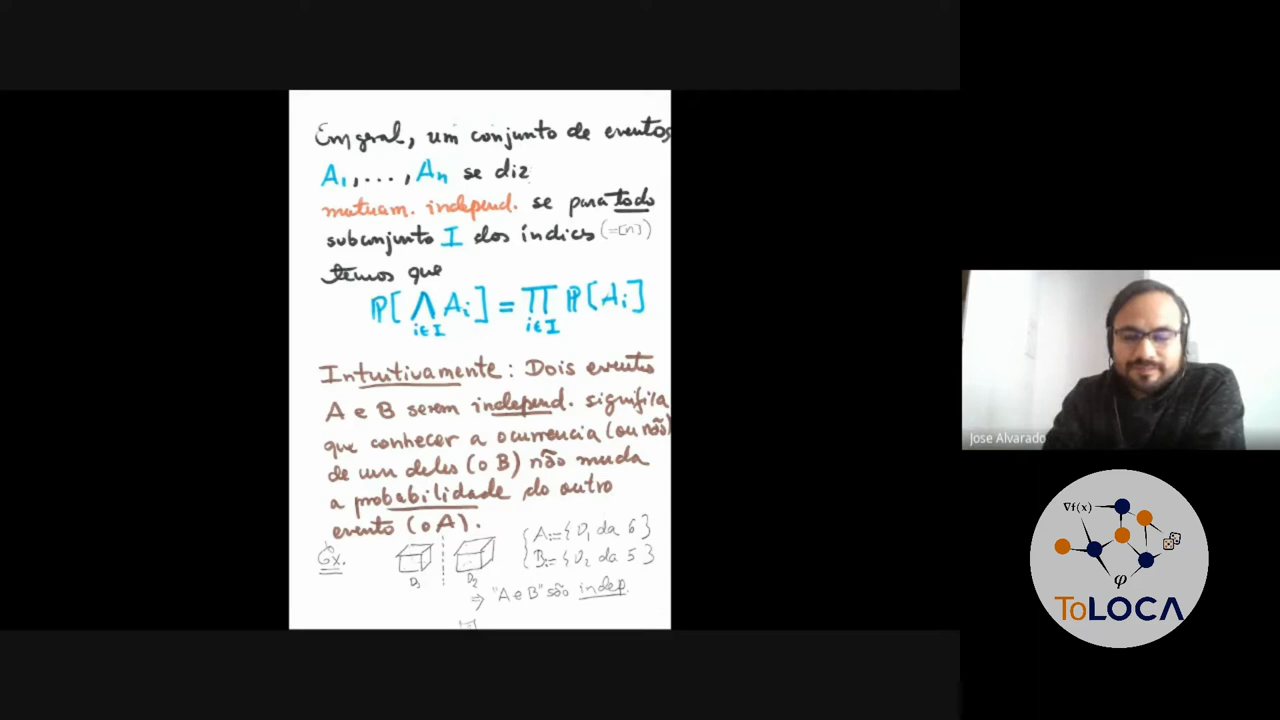 Em geral, um conjunto de eventos
A₁, ..., Aₙ se diz
mutuam. independ. se para todo
subconjunto I dos índices (=[n])
temos que
ℙ[ ⋀ Aᵢ ] = ∏ ℙ[Aᵢ]
i∈I i∈I
Intuitivamente: Dois eventos
A e B serem independ. significa
que conhecer a ocurrencia (ou não)
de um deles (o B) não muda
a probabilidade do outro
evento (o A).
Ex. { A:={D₁ da 6}
{ B:={D₂ da 5}
D₁ D₂
⇒ "A e B" são indep.
Jose Alvarado
∇f(x)
φ
ToLOCA